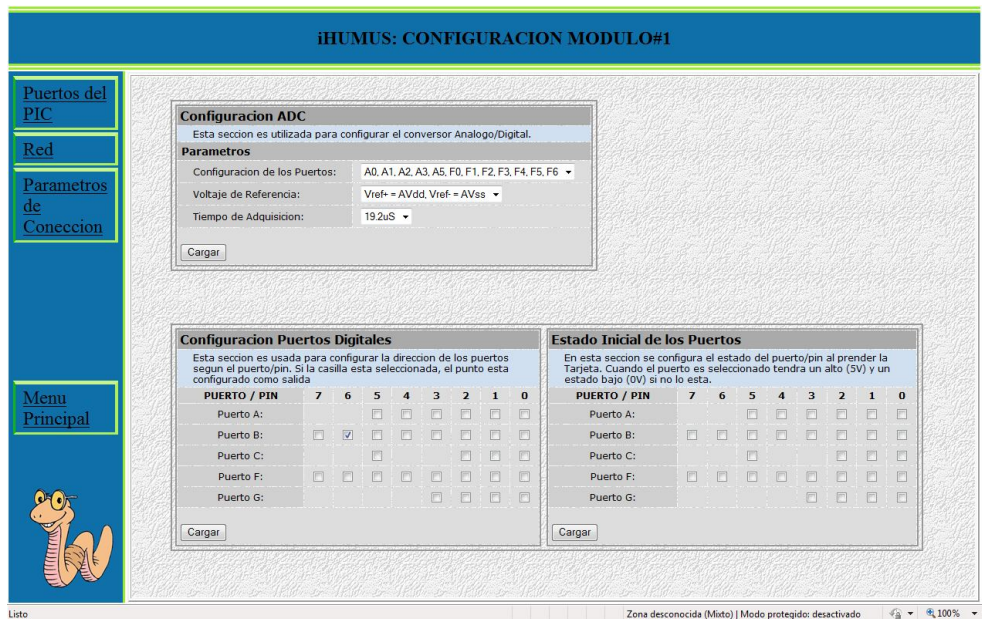 iHUMUS: CONFIGURACION MODULO#1
Puertos del
PIC
Red
Parametros
de
Coneccion
Menu
Principal
Configuracion ADC
Esta seccion es utilizada para configurar el conversor Analogo/Digital.
Parametros
Configuracion de los Puertos: A0, A1, A2, A3, A5, F0, F1, F2, F3, F4, F5, F6
Voltaje de Referencia: Vref+ = AVdd, Vref- = AVss
Tiempo de Adquisicion: 19.2uS
Cargar
Configuracion Puertos Digitales
Esta seccion es usada para configurar la direccion de los puertos
segun el puerto/pin. Si la casilla esta seleccionada, el punto esta
configurado como salida
PUERTO / PIN 7 6 5 4 3 2 1 0
Puerto A:
Puerto B:
Puerto C:
Puerto F:
Puerto G:
Cargar
Estado Inicial de los Puertos
En esta seccion se configura el estado del puerto/pin al prender la
Tarjeta. Cuando el puerto es seleccionado tendra un alto (5V) y un
estado bajo (0V) si no lo esta.
PUERTO / PIN 7 6 5 4 3 2 1 0
Puerto A:
Puerto B:
Puerto C:
Puerto F:
Puerto G:
Cargar
Listo
Zona desconocida (Mixto) | Modo protegido: desactivado
100%